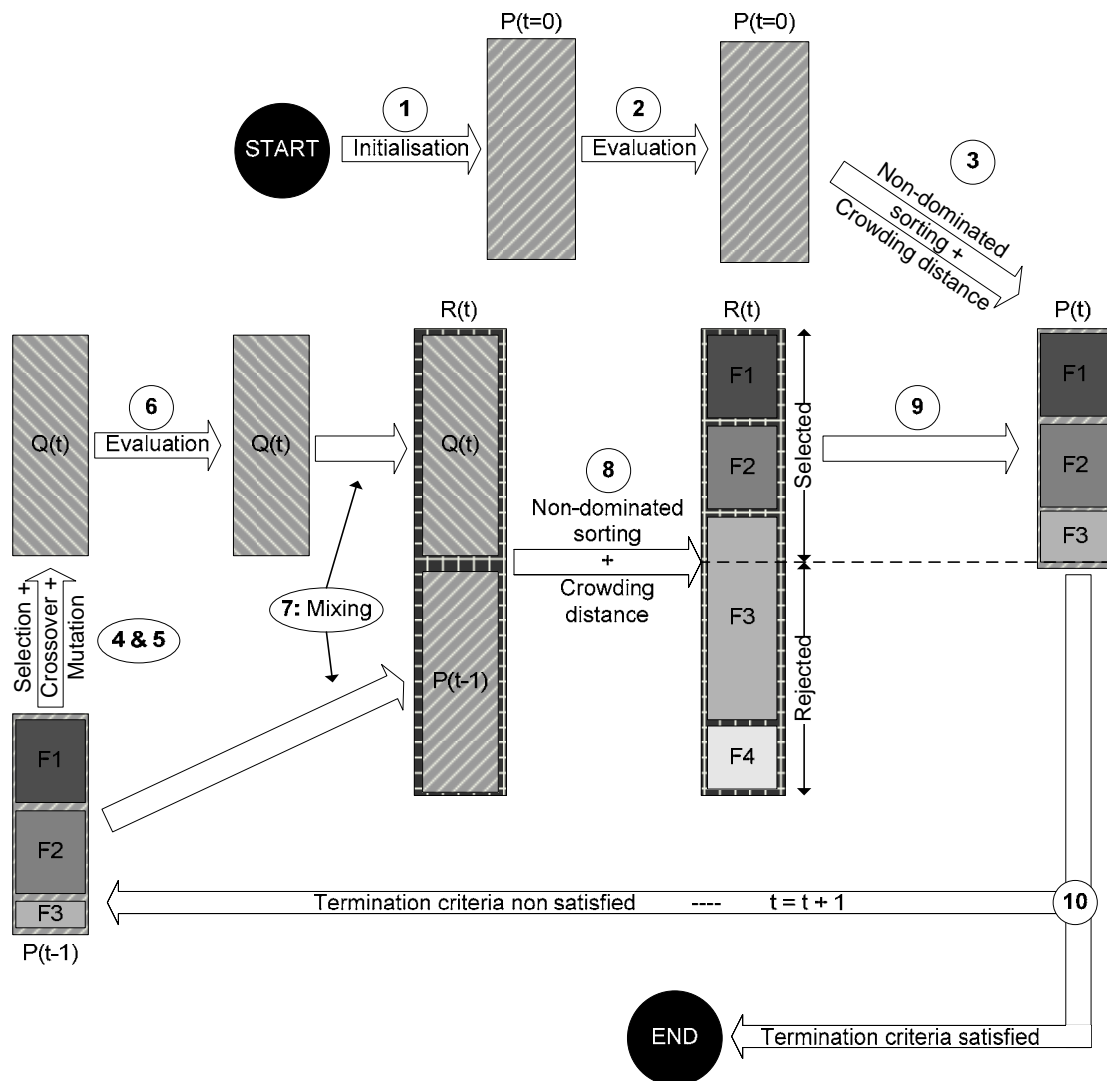 P(t=0)
P(t=0)
START
1
Initialisation
2
Evaluation
3
Non-dominated
sorting +
Crowding distance
R(t)
R(t)
P(t)
Q(t)
6
Evaluation
Q(t)
Q(t)
P(t-1)
7: Mixing
8
Non-dominated
sorting
+
Crowding
distance
F1
F2
F3
F4
Selected
Rejected
9
F1
F2
F3
Selection +
Crossover +
Mutation
4 & 5
F1
F2
F3
P(t-1)
Termination criteria non satisfied ---- t = t + 1
10
END
Termination criteria satisfied